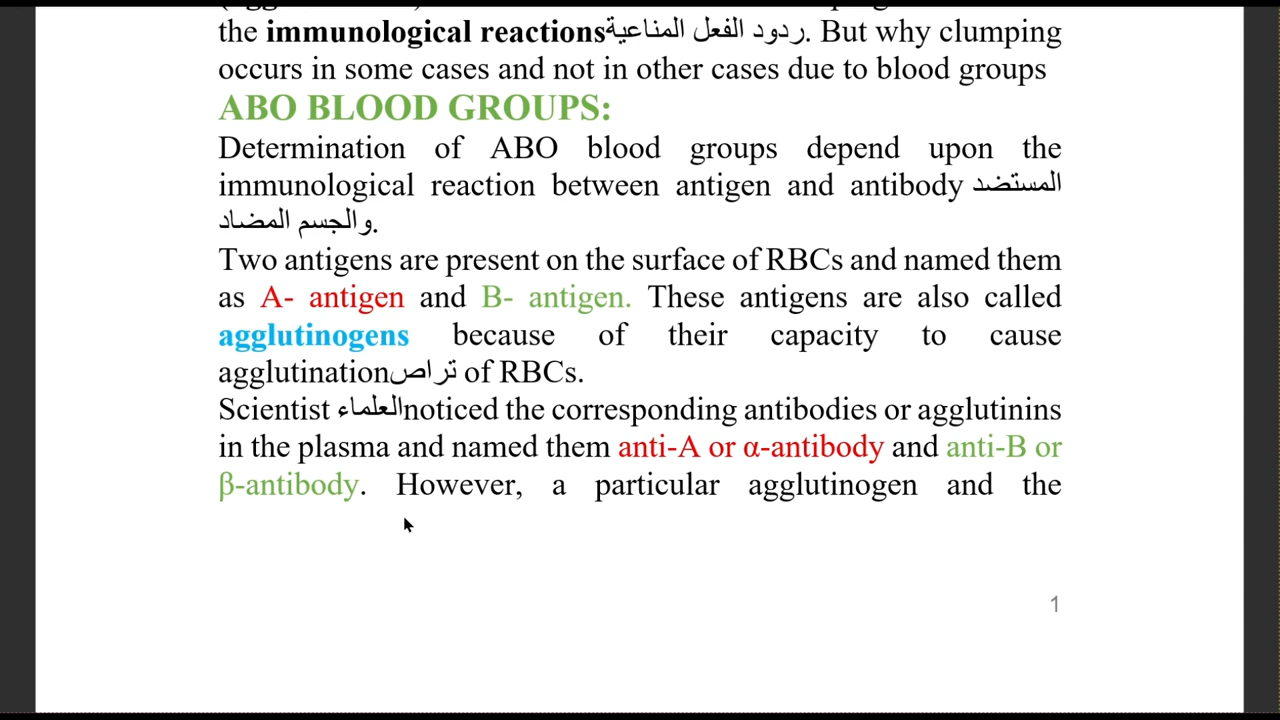 the immunological reactionsردود الفعل المناعية. But why clumping
occurs in some cases and not in other cases due to blood groups
ABO BLOOD GROUPS:
Determination of ABO blood groups depend upon the
immunological reaction between antigen and antibody المستضد
والجسم المضاد.
Two antigens are present on the surface of RBCs and named them
as A- antigen and B- antigen. These antigens are also called
agglutinogens because of their capacity to cause
agglutinationتراص of RBCs.
Scientist العلماءnoticed the corresponding antibodies or agglutinins
in the plasma and named them anti-A or α-antibody and anti-B or
β-antibody. However, a particular agglutinogen and the
1